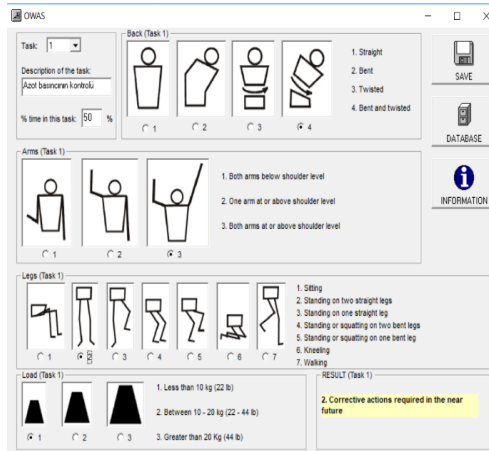 OWAS
Task: 1
Description of the task:
Azot basıncının kontrolü
% time in this task: 50 %
Back (Task 1)
1. Straight
2. Bent
3. Twisted
4. Bent and twisted
1 2 3 4
SAVE
DATABASE
INFORMATION
Arms (Task 1)
1. Both arms below shoulder level
2. One arm at or above shoulder level
3. Both arms at or above shoulder level
1 2 3
Legs (Task 1)
1. Sitting
2. Standing on two straight legs
3. Standing on one straight leg
4. Standing or squatting on two bent legs
5. Standing or squatting on one bent leg
6. Kneeling
7. Walking
1 2 3 4 5 6 7
Load (Task 1)
1. Less than 10 kg (22 lb)
2. Between 10 - 20 kg (22 - 44 lb)
3. Greater than 20 Kg (44 lb)
1 2 3
RESULT (Task 1)
2. Corrective actions required in the near
future